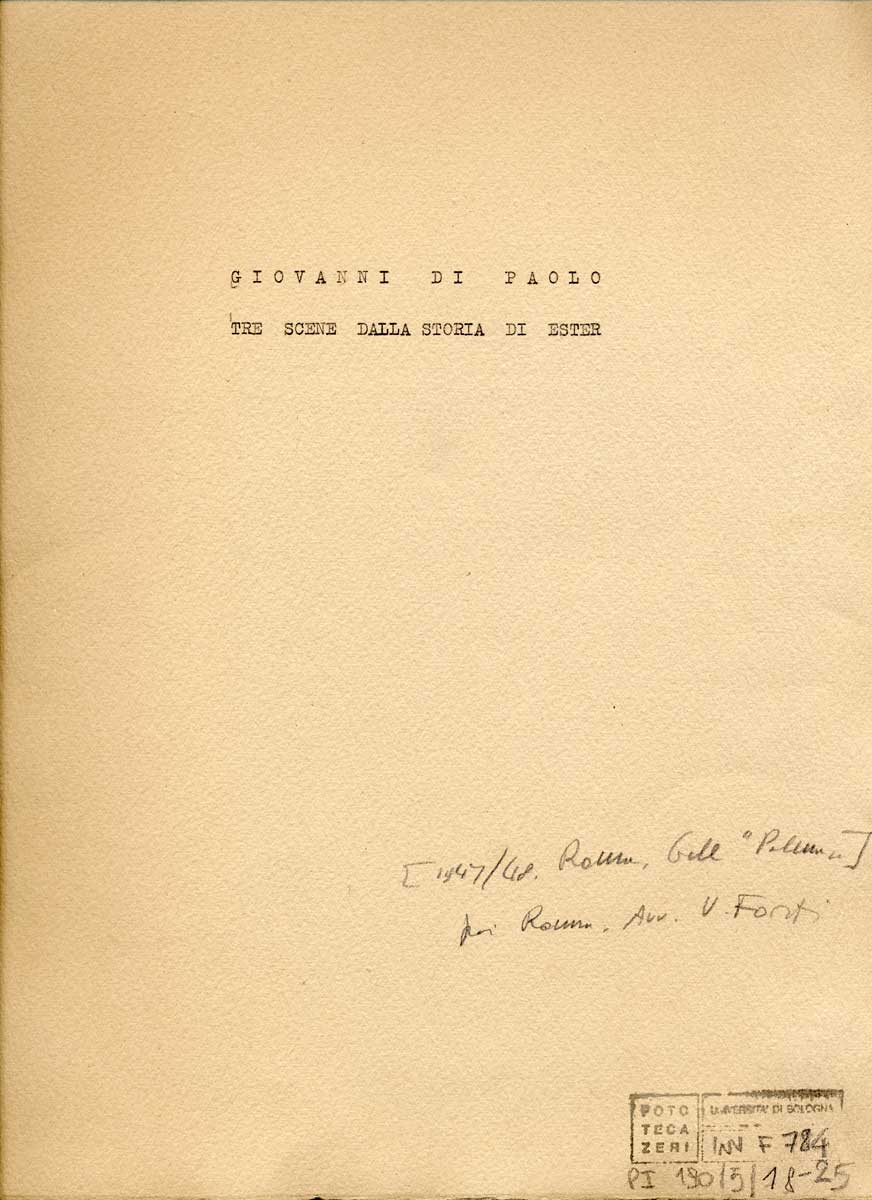 GIOVANNI DI PAOLO
TRE SCENE DALLA STORIA DI ESTER
[1947/48. Roma, Gall "Palma"]
poi Roma. Avv. V. Forti
FOTO
TECA
ZERI
UNIVERSITA' DI BOLOGNA
INV F 784
PI 190/5/18-25